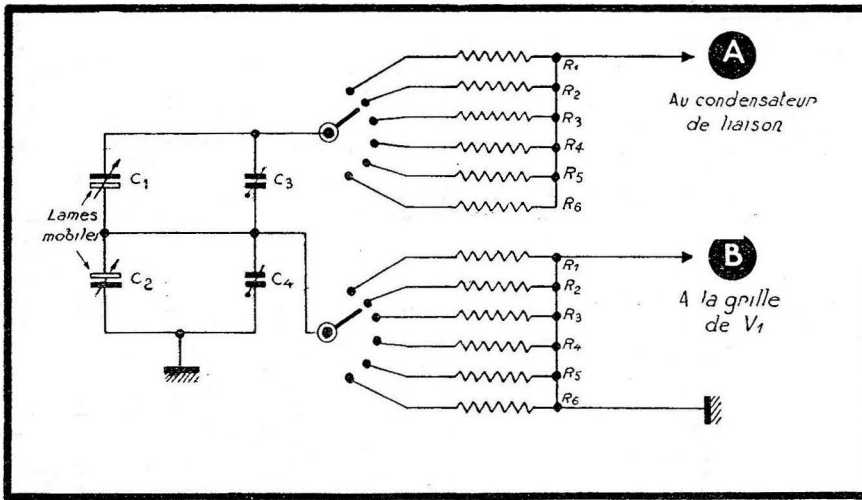 R1
A
R2
Au condensateur
de liaison
R3
R4
C1
C3
R5
R6
Lames
mobiles
C2
C4
R1
B
R2
A la grille
de V1
R3
R4
R5
R6